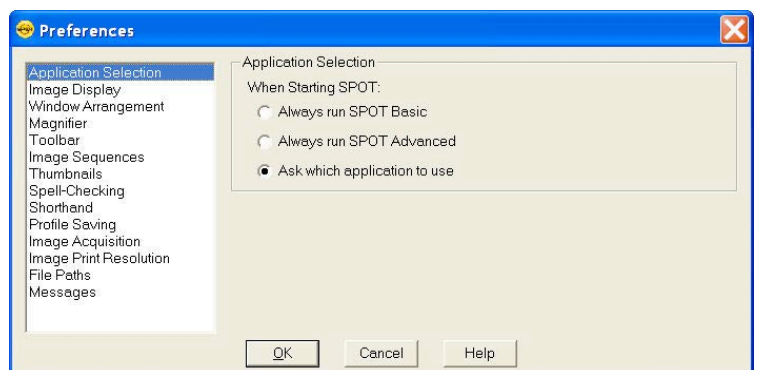 Preferences
Application Selection
Image Display
Window Arrangement
Magnifier
Toolbar
Image Sequences
Thumbnails
Spell-Checking
Shorthand
Profile Saving
Image Acquisition
Image Print Resolution
File Paths
Messages
Application Selection
When Starting SPOT:
Always run SPOT Basic
Always run SPOT Advanced
Ask which application to use
OK
Cancel
Help